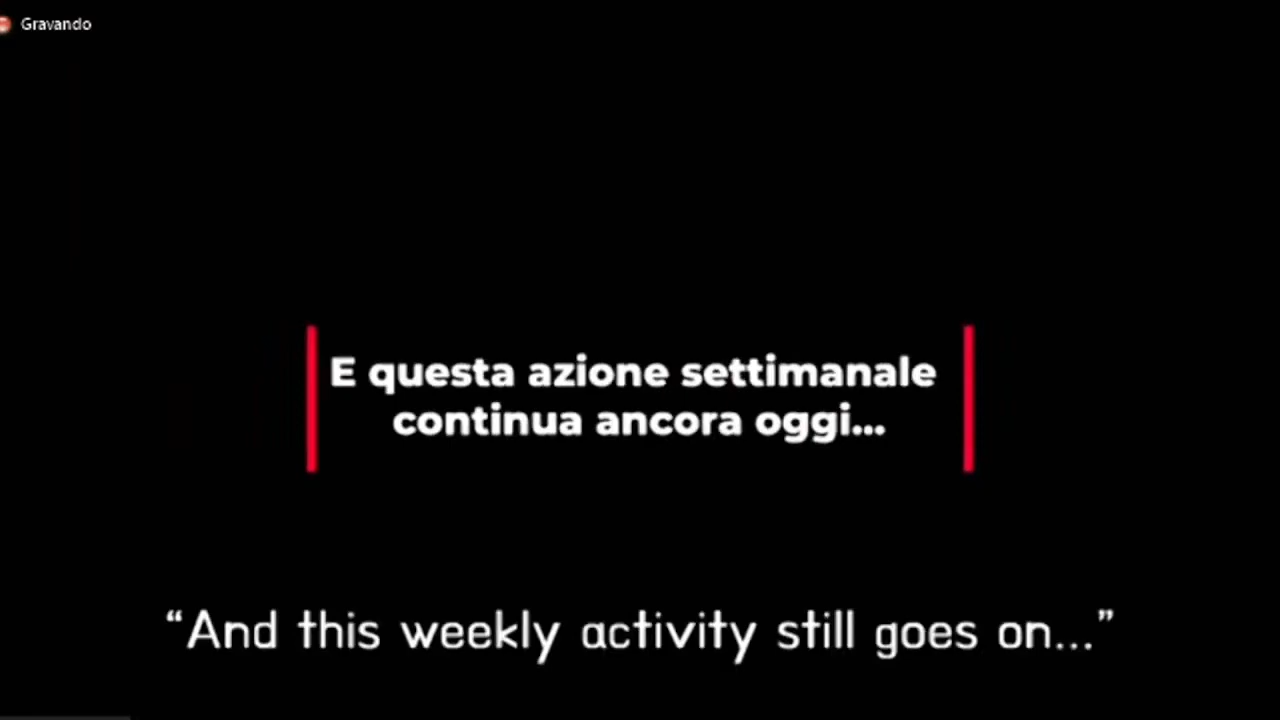 Gravando
E questa azione settimanale
continua ancora oggi...
“And this weekly activity still goes on...”